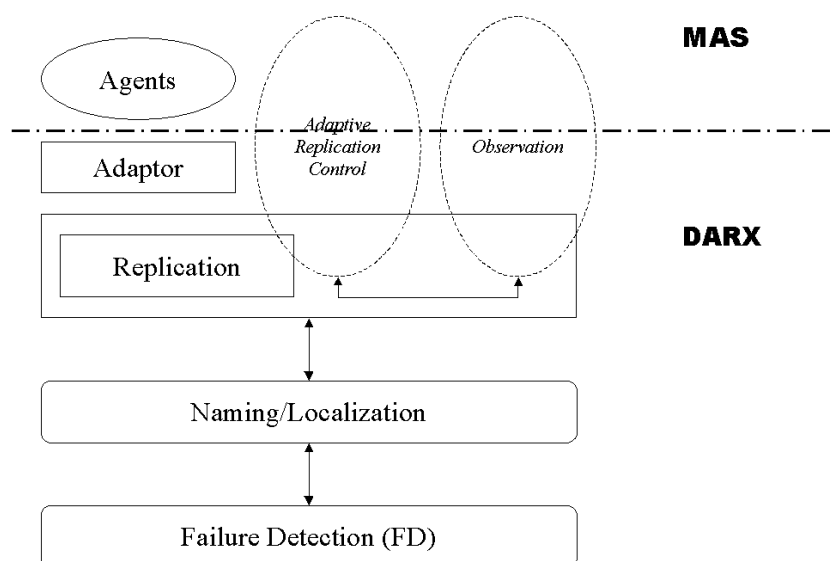 MAS
Agents
Adaptive
Replication
Control
Observation
Adaptor
DARX
Replication
Naming/Localization
Failure Detection (FD)